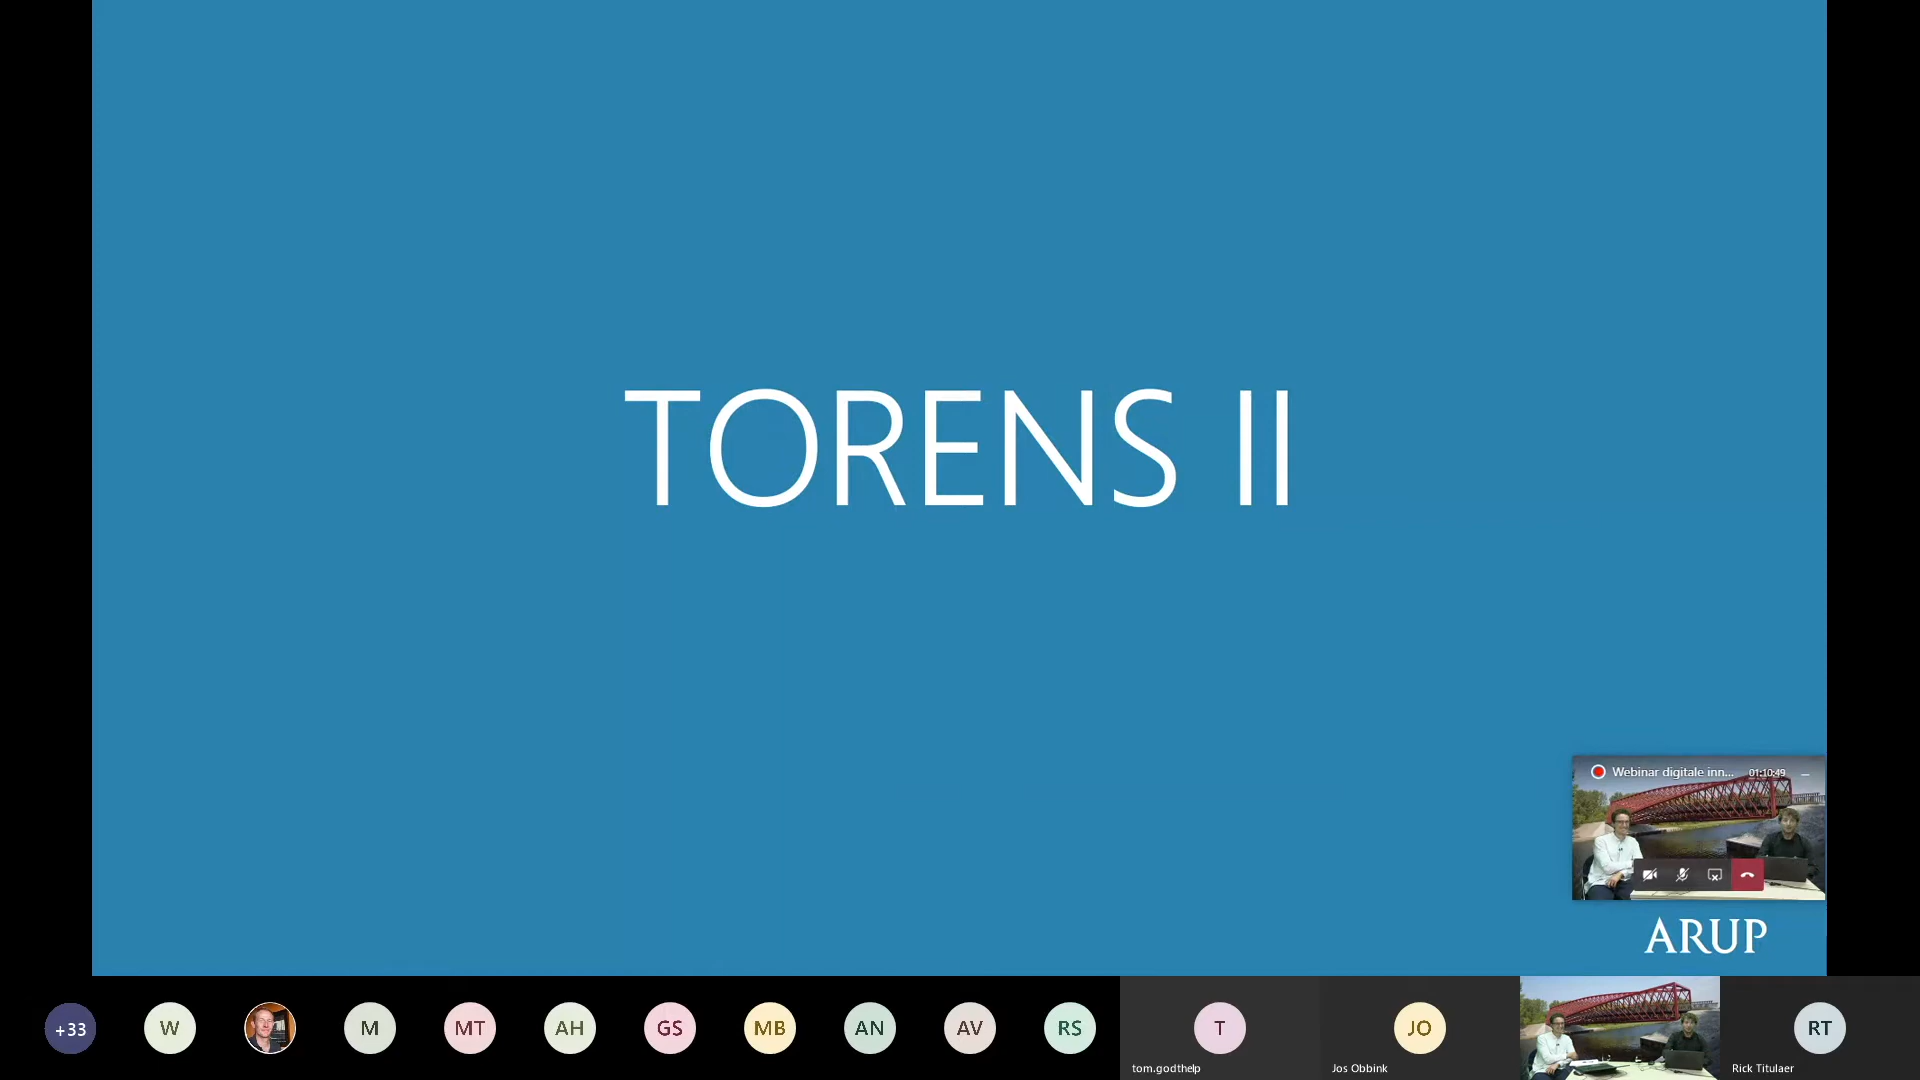 TORENS II
Webinar digitale inn...
01:10:49
ARUP
+33
W
M
MT
AH
GS
MB
AN
AV
RS
T
JO
RT
tom.godthelp
Jos Obbink
Rick Titulaer